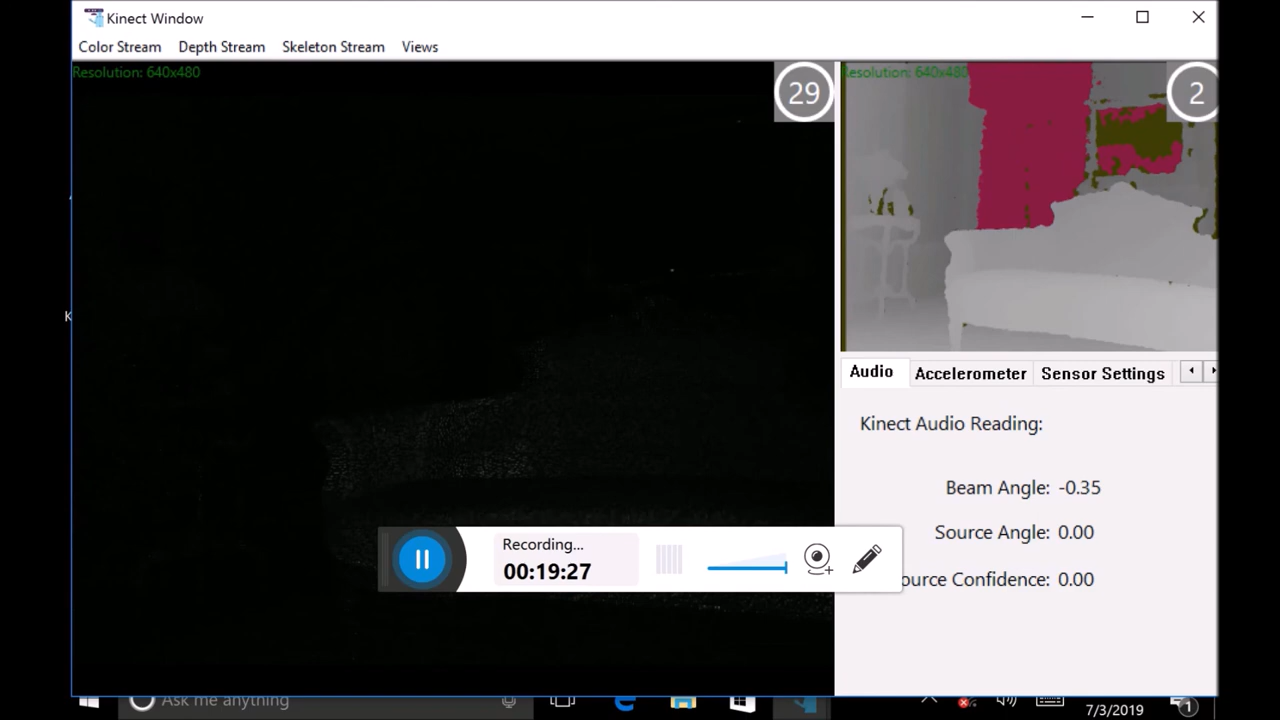 Kinect Window
Color Stream Depth Stream Skeleton Stream Views
Resolution: 640x480
29
Resolution: 640x480
2
Audio Accelerometer Sensor Settings
Kinect Audio Reading:
Beam Angle: -0.35
Source Angle: 0.00
ource Confidence: 0.00
Recording...
00:19:27
K
Ask me anything
7/3/2019
1